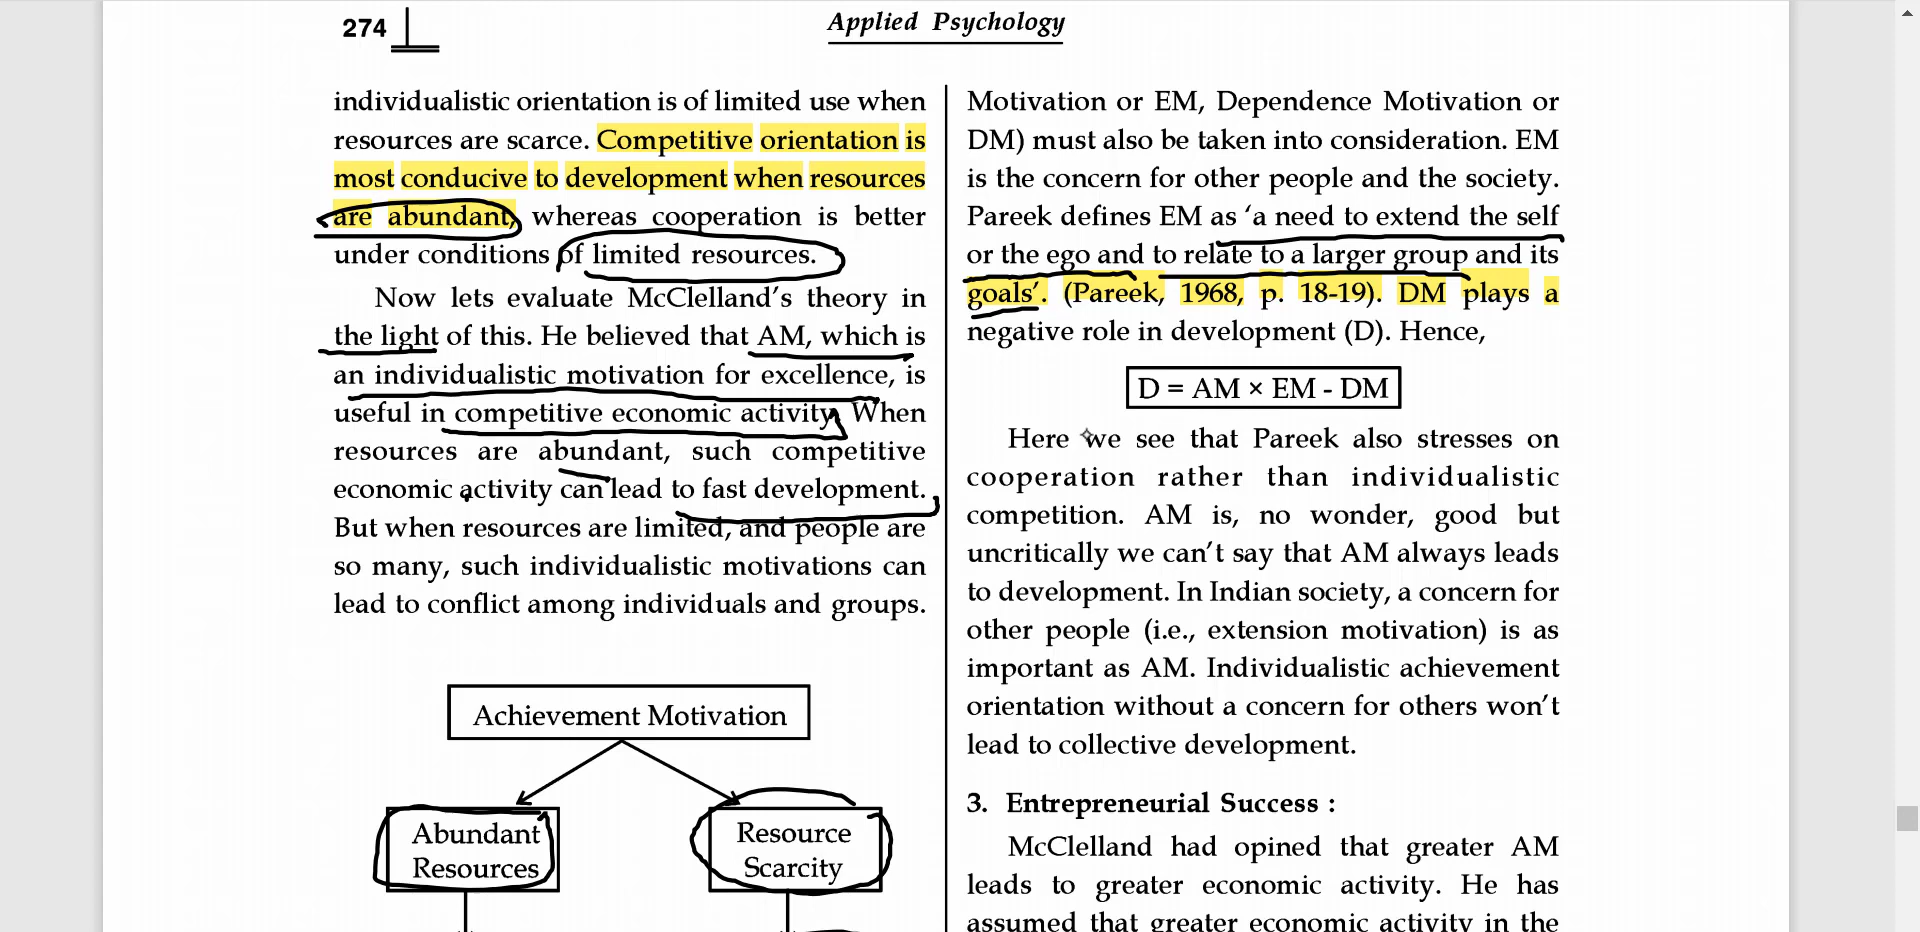 274
Applied Psychology
individualistic orientation is of limited use when
resources are scarce. Competitive orientation is
most conducive to development when resources
are abundant, whereas cooperation is better
under conditions of limited resources.
Now lets evaluate McClelland's theory in
the light of this. He believed that AM, which is
an individualistic motivation for excellence, is
useful in competitive economic activity. When
resources are abundant, such competitive
economic activity can lead to fast development.
But when resources are limited, and people are
so many, such individualistic motivations can
lead to conflict among individuals and groups.
Achievement Motivation
Abundant
Resources
Resource
Scarcity
Motivation or EM, Dependence Motivation or
DM) must also be taken into consideration. EM
is the concern for other people and the society.
Pareek defines EM as 'a need to extend the self
or the ego and to relate to a larger group and its
goals'. (Pareek, 1968, p. 18-19). DM plays a
negative role in development (D). Hence,
D = AM × EM - DM
Here we see that Pareek also stresses on
cooperation rather than individualistic
competition. AM is, no wonder, good but
uncritically we can't say that AM always leads
to development. In Indian society, a concern for
other people (i.e., extension motivation) is as
important as AM. Individualistic achievement
orientation without a concern for others won't
lead to collective development.
3. Entrepreneurial Success :
McClelland had opined that greater AM
leads to greater economic activity. He has
assumed that greater economic activity in the